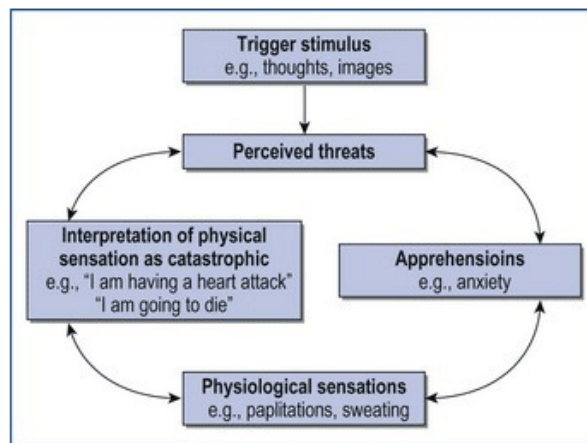 Trigger stimulus
e.g., thoughts, images
Perceived threats
Interpretation of physical
sensation as catastrophic
e.g., “I am having a heart attack”
“I am going to die”
Apprehensioins
e.g., anxiety
Physiological sensations
e.g., paplitations, sweating